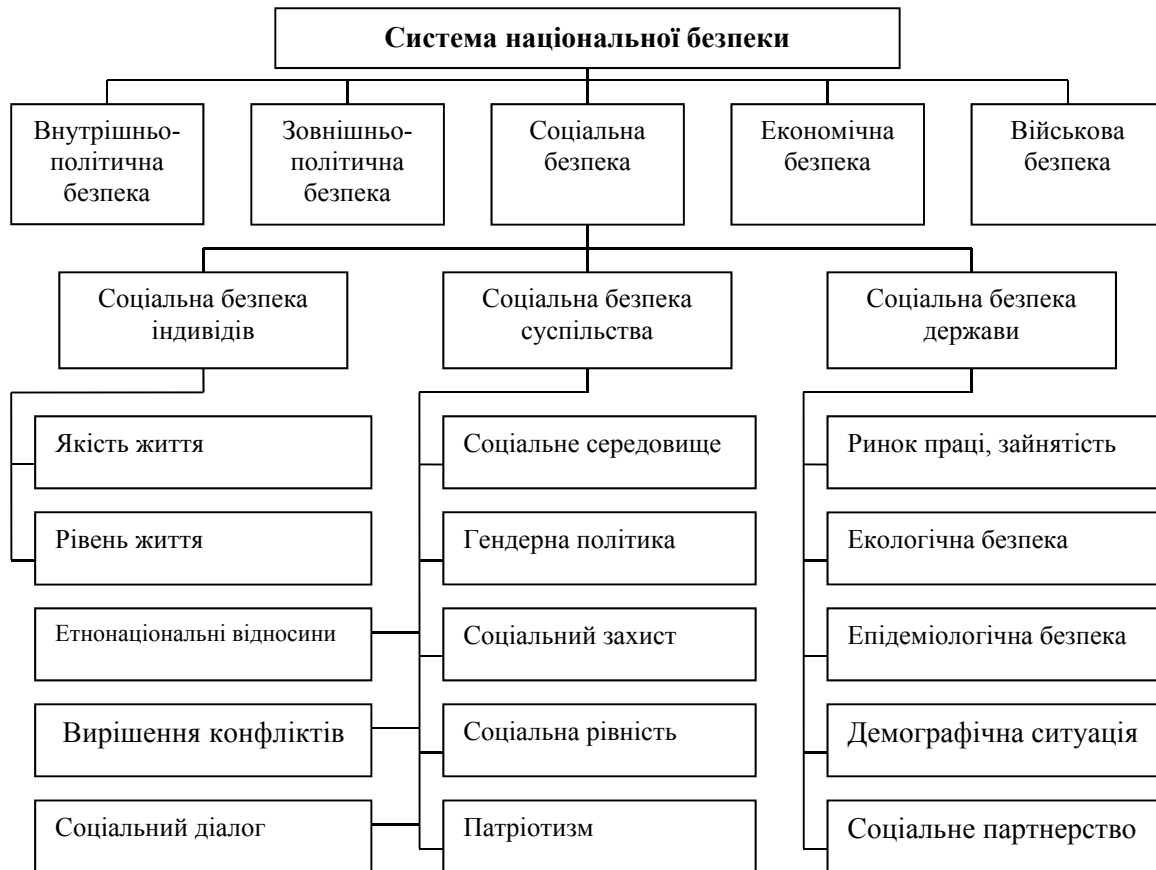 Система національної безпеки
Внутрішньо-
політична
безпека
Зовнішньо-
політична
безпека
Соціальна
безпека
Економічна
безпека
Військова
безпека
Соціальна безпека
індивідів
Соціальна безпека
суспільства
Соціальна безпека
держави
Якість життя
Соціальне середовище
Ринок праці, зайнятість
Рівень життя
Гендерна політика
Екологічна безпека
Етнонаціональні відносини
Соціальний захист
Епідеміологічна безпека
Вирішення конфліктів
Соціальна рівність
Демографічна ситуація
Соціальний діалог
Патріотизм
Соціальне партнерство